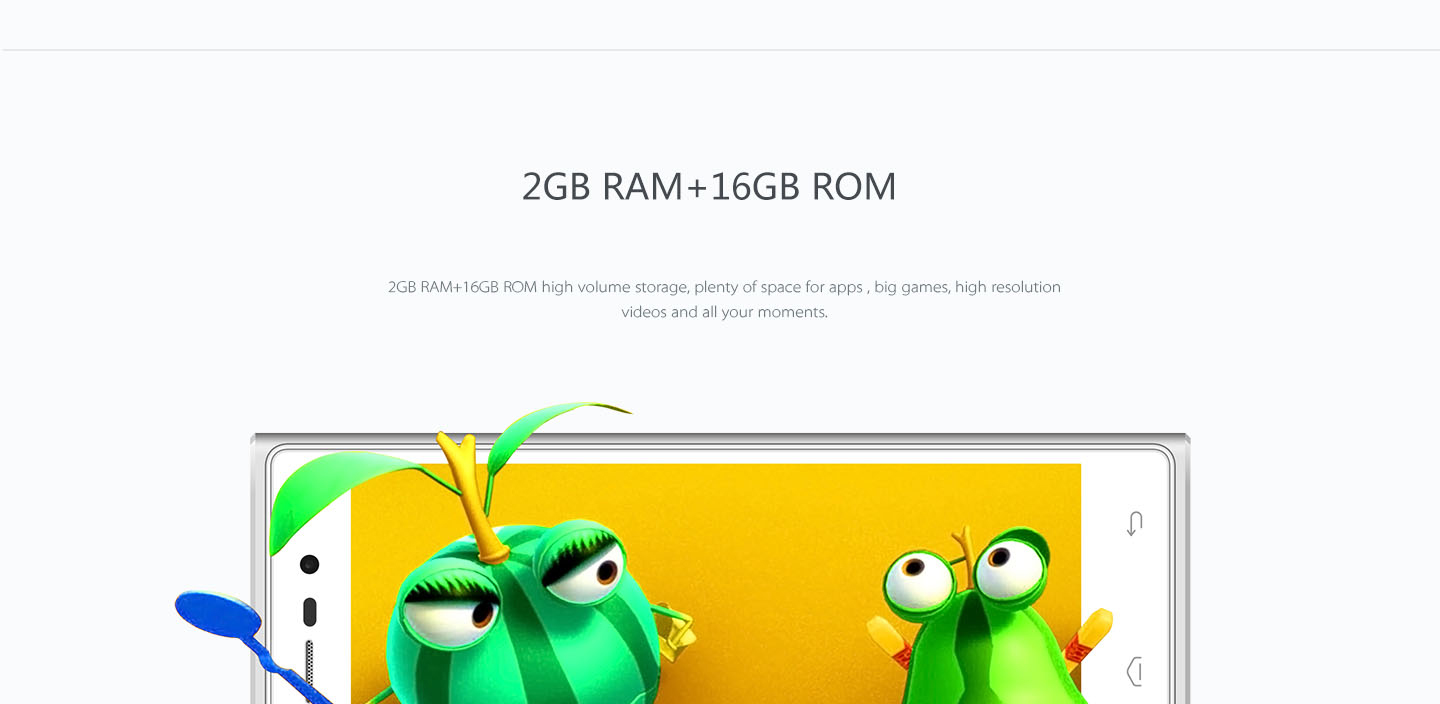 2GB RAM+16GB ROM
2GB RAM+16GB ROM high volume storage, plenty of space for apps , big games, high resolution
videos and all your moments.